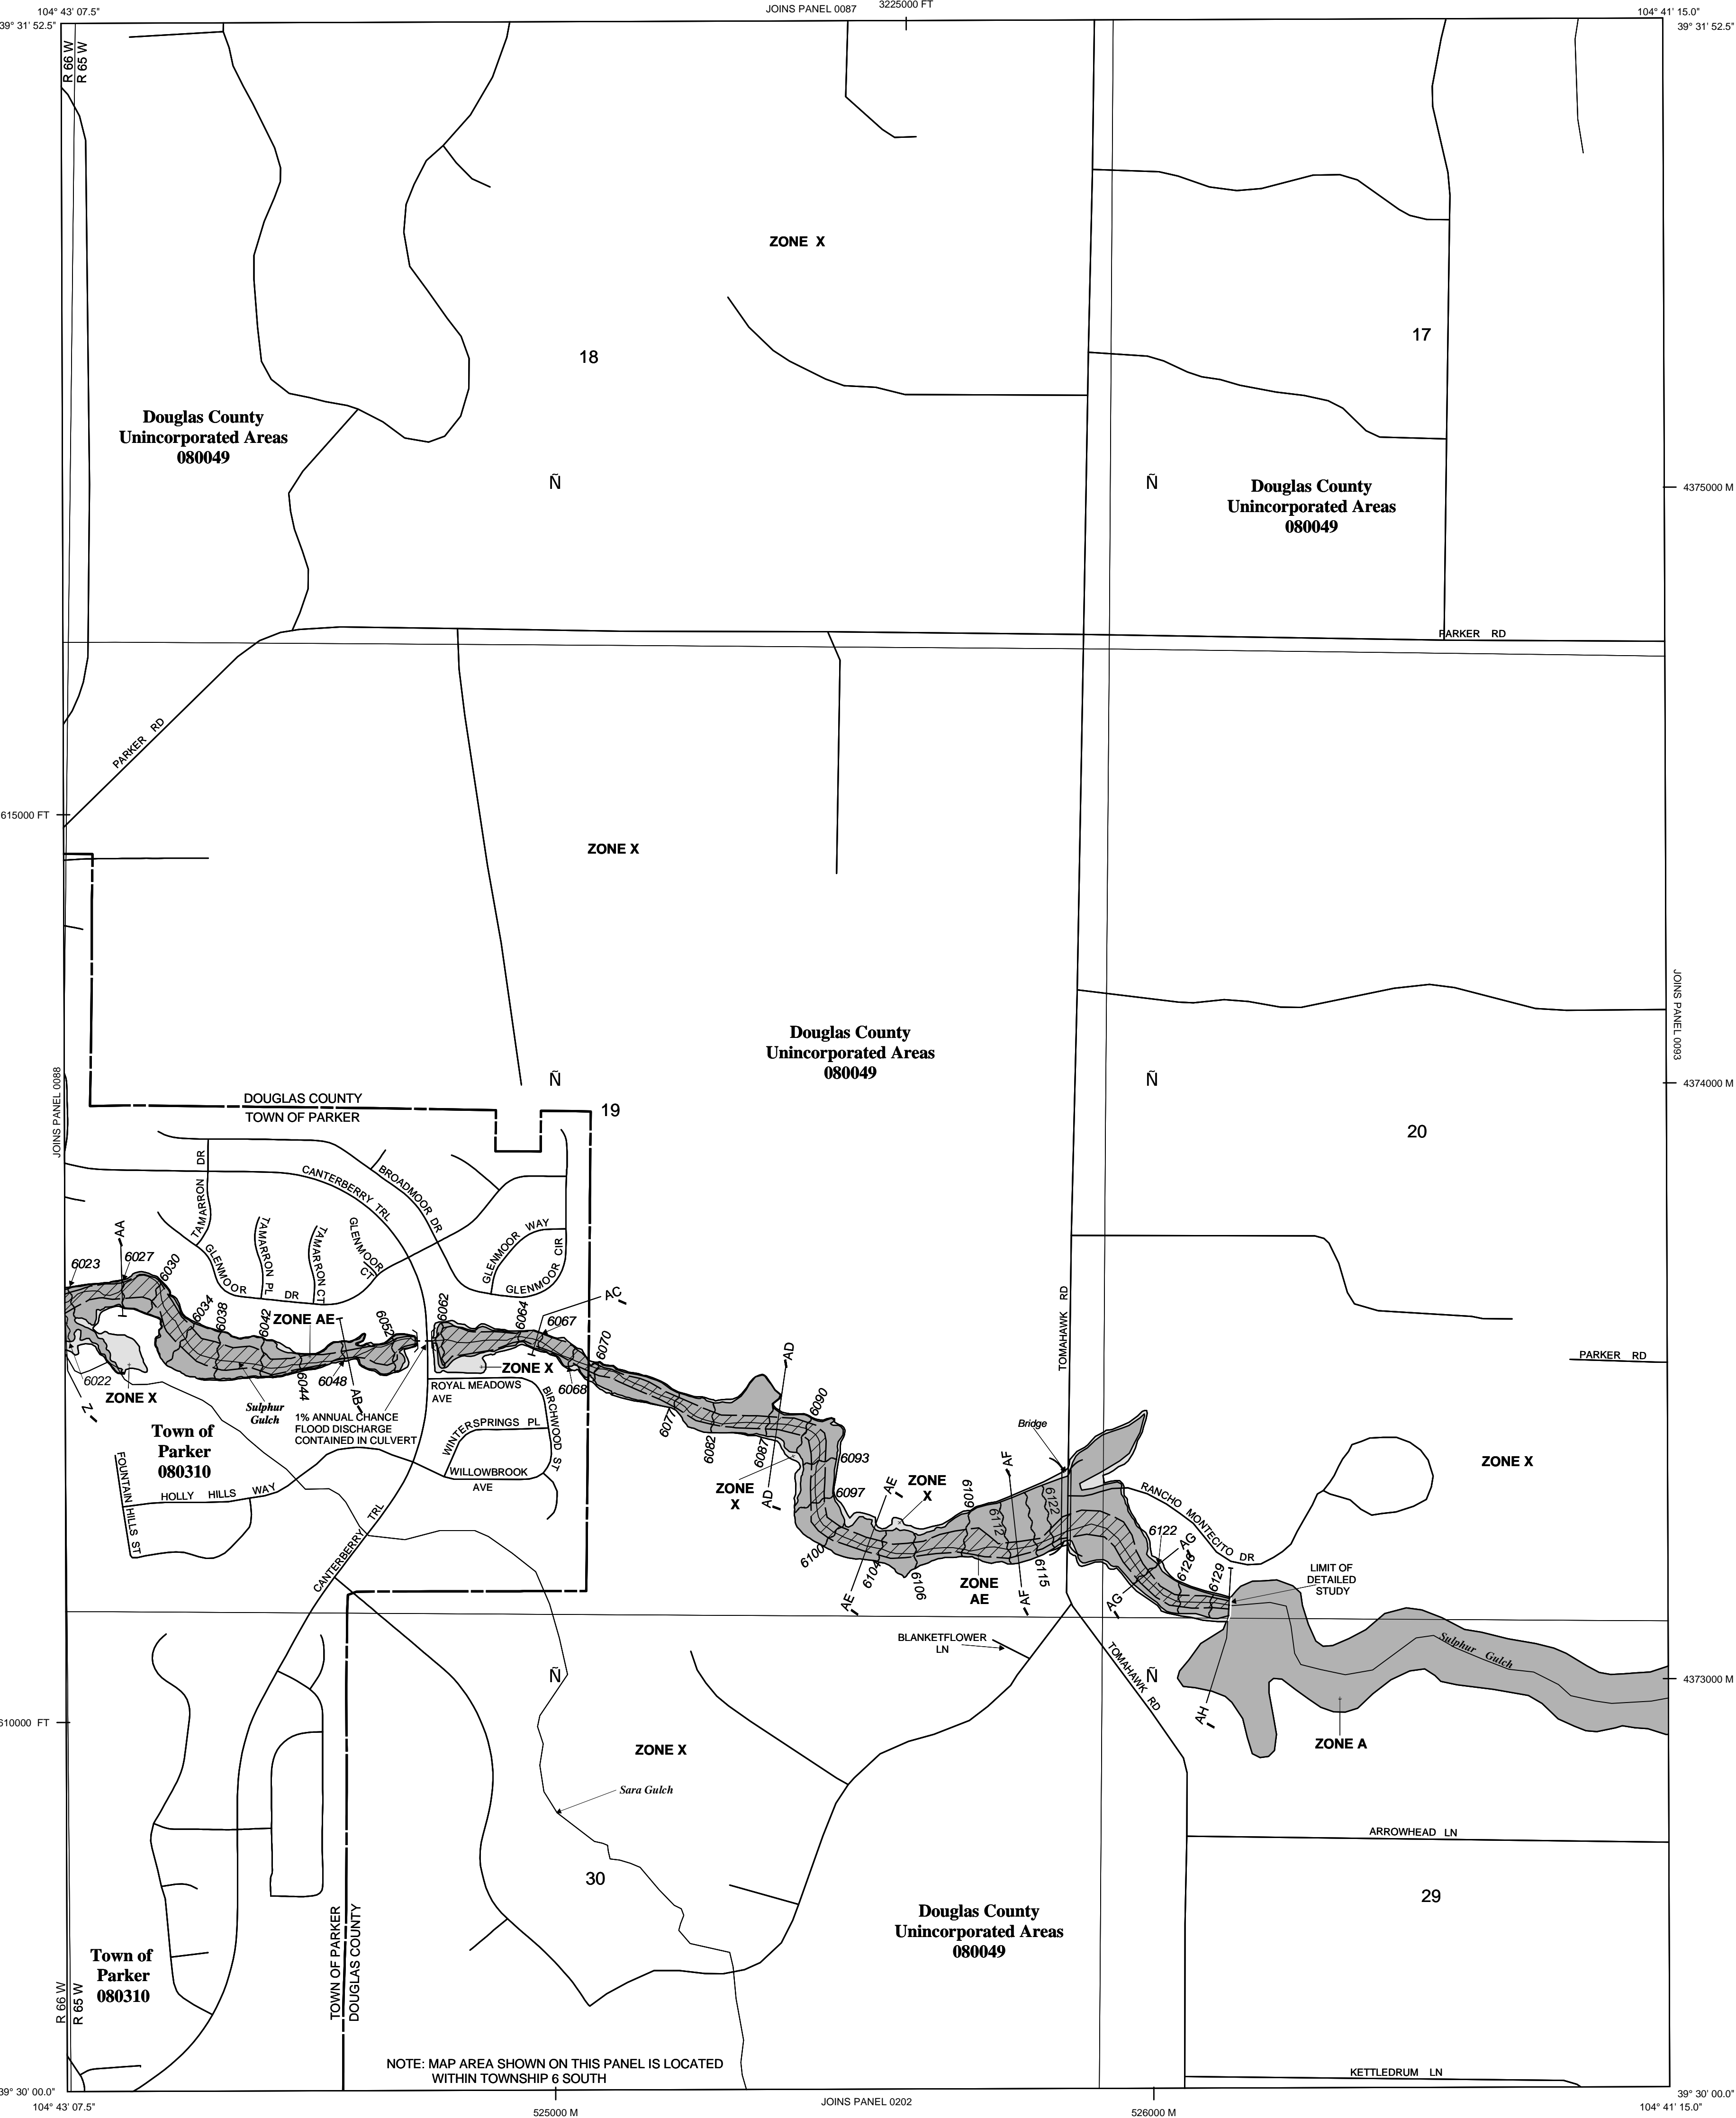 104° 43' 07.5"
JOINS PANEL 0087
3225000 FT
104° 41' 15.0"
39° 31' 52.5"
39° 31' 52.5"
R 66 W
R 65 W
ZONE X
17
18
Douglas County
Unincorporated Areas
080049
Ñ
Ñ
Douglas County
Unincorporated Areas
080049
4375000 M
PARKER RD
PARKER RD
615000 FT
ZONE X
JOINS PANEL 0093
Douglas County
Unincorporated Areas
080049
JOINS PANEL 0088
Ñ
Ñ
4374000 M
DOUGLAS COUNTY
TOWN OF PARKER
19
20
TAMARRON DR
CANTERBERRY TRL
BROADMOOR DR
TAMARRON PL
TAMARRON CT
GLENMOOR CT
GLENMOOR WAY
GLENMOOR CIR
GLENMOOR DR
AA
6023
6027
6030
6034
6038
6042
ZONE AE
6052
6062
6064
AC
6067
6070
6022
Z
ZONE X
6044
6048
AB
6068
ZONE X
Sulphur
Gulch
1% ANNUAL CHANCE
FLOOD DISCHARGE
CONTAINED IN CULVERT
ROYAL MEADOWS
AVE
BIRCHWOOD ST
WINTERSPRINGS PL
WILLOWBROOK
AVE
Town of
Parker
080310
FOUNTAIN HILLS ST
HOLLY HILLS WAY
CANTERBERRY TRL
TOMAHAWK RD
PARKER RD
AD
6077
6082
6087
6090
6093
6097
AD
ZONE
X
AE
ZONE
X
6100
6104
6106
AE
6109
6112
AF
6122
6115
AF
ZONE
AE
Bridge
RANCHO MONTECITO DR
6122
AG
6126
6129
AG
ZONE X
LIMIT OF
DETAILED
STUDY
BLANKETFLOWER
LN
TOMAHAWK RD
Sulphur Gulch
Ñ
Ñ
4373000 M
AH
ZONE A
610000 FT
ZONE X
Sara Gulch
ARROWHEAD LN
30
29
Douglas County
Unincorporated Areas
080049
Town of
Parker
080310
TOWN OF PARKER
DOUGLAS COUNTY
R 66 W
R 65 W
NOTE: MAP AREA SHOWN ON THIS PANEL IS LOCATED
WITHIN TOWNSHIP 6 SOUTH
KETTLEDRUM LN
39° 30' 00.0"
39° 30' 00.0"
104° 43' 07.5"
525000 M
JOINS PANEL 0202
526000 M
104° 41' 15.0"